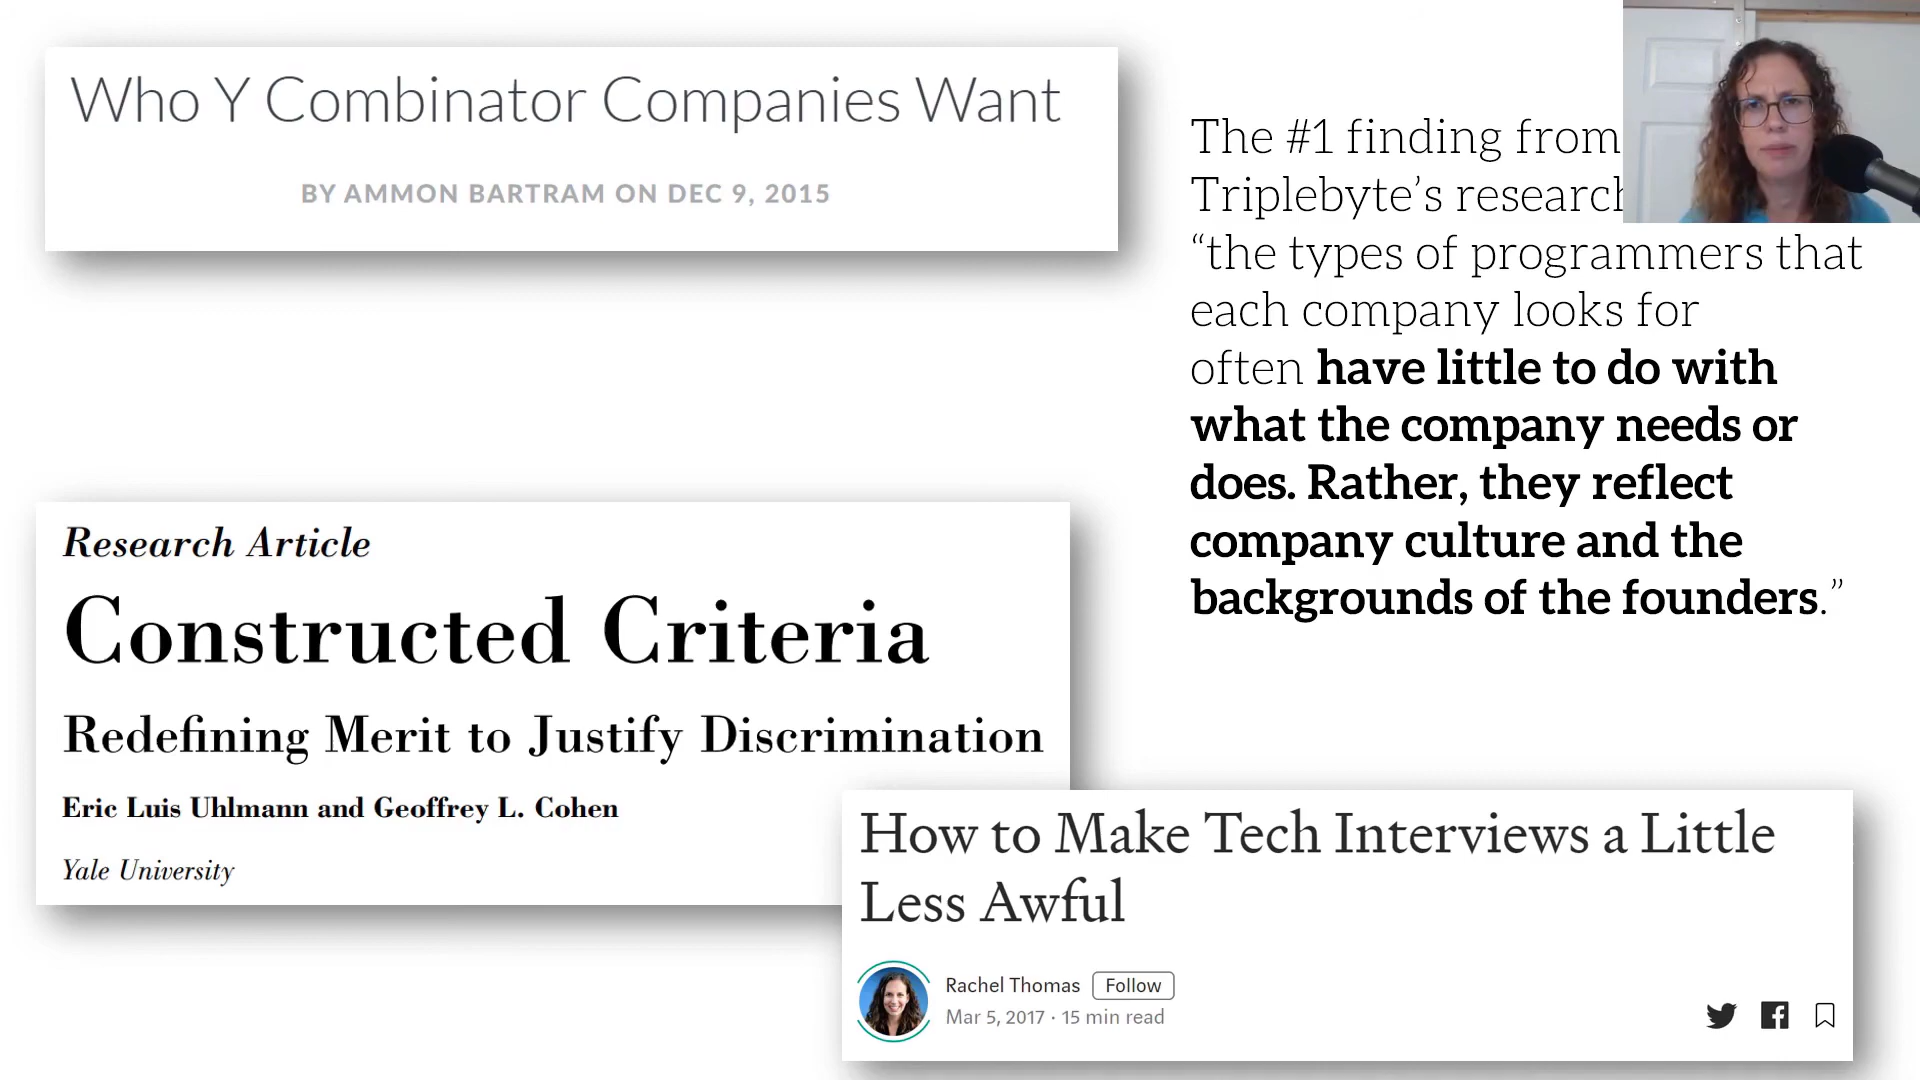 Who Y Combinator Companies Want
BY AMMON BARTRAM ON DEC 9, 2015
The #1 finding from
Triplebyte’s research
“the types of programmers that
each company looks for
often have little to do with
what the company needs or
does. Rather, they reflect
company culture and the
backgrounds of the founders.”
Research Article
Constructed Criteria
Redefining Merit to Justify Discrimination
Eric Luis Uhlmann and Geoffrey L. Cohen
Yale University
How to Make Tech Interviews a Little
Less Awful
Rachel Thomas Follow
Mar 5, 2017 · 15 min read